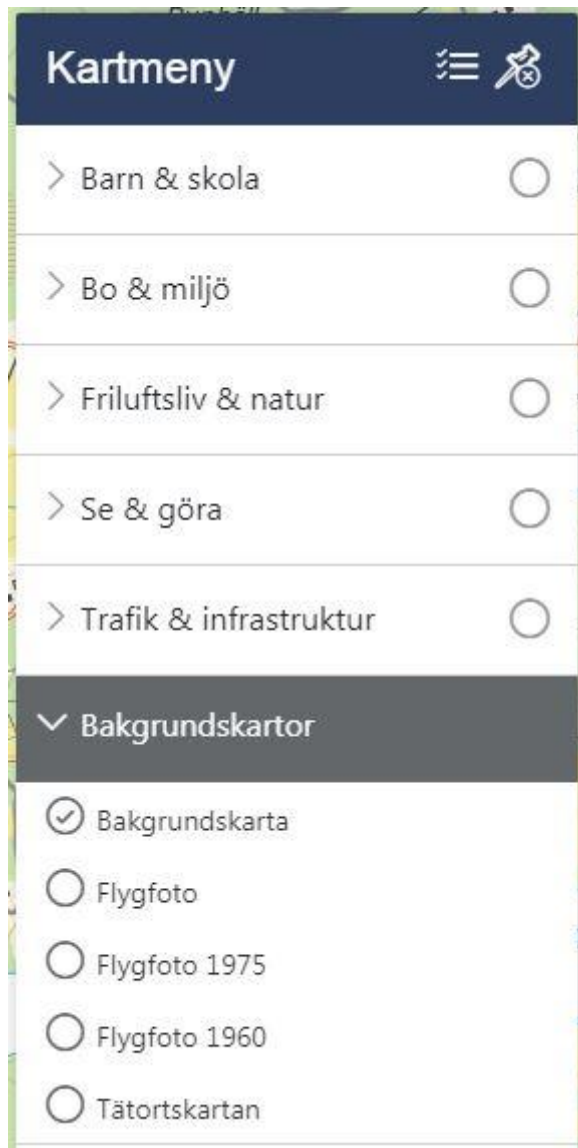 Kartmeny
Barn & skola
Bo & miljö
Friluftsliv & natur
Se & göra
Trafik & infrastruktur
Bakgrundskartor
Bakgrundskarta
Flygfoto
Flygfoto 1975
Flygfoto 1960
Tätortskartan